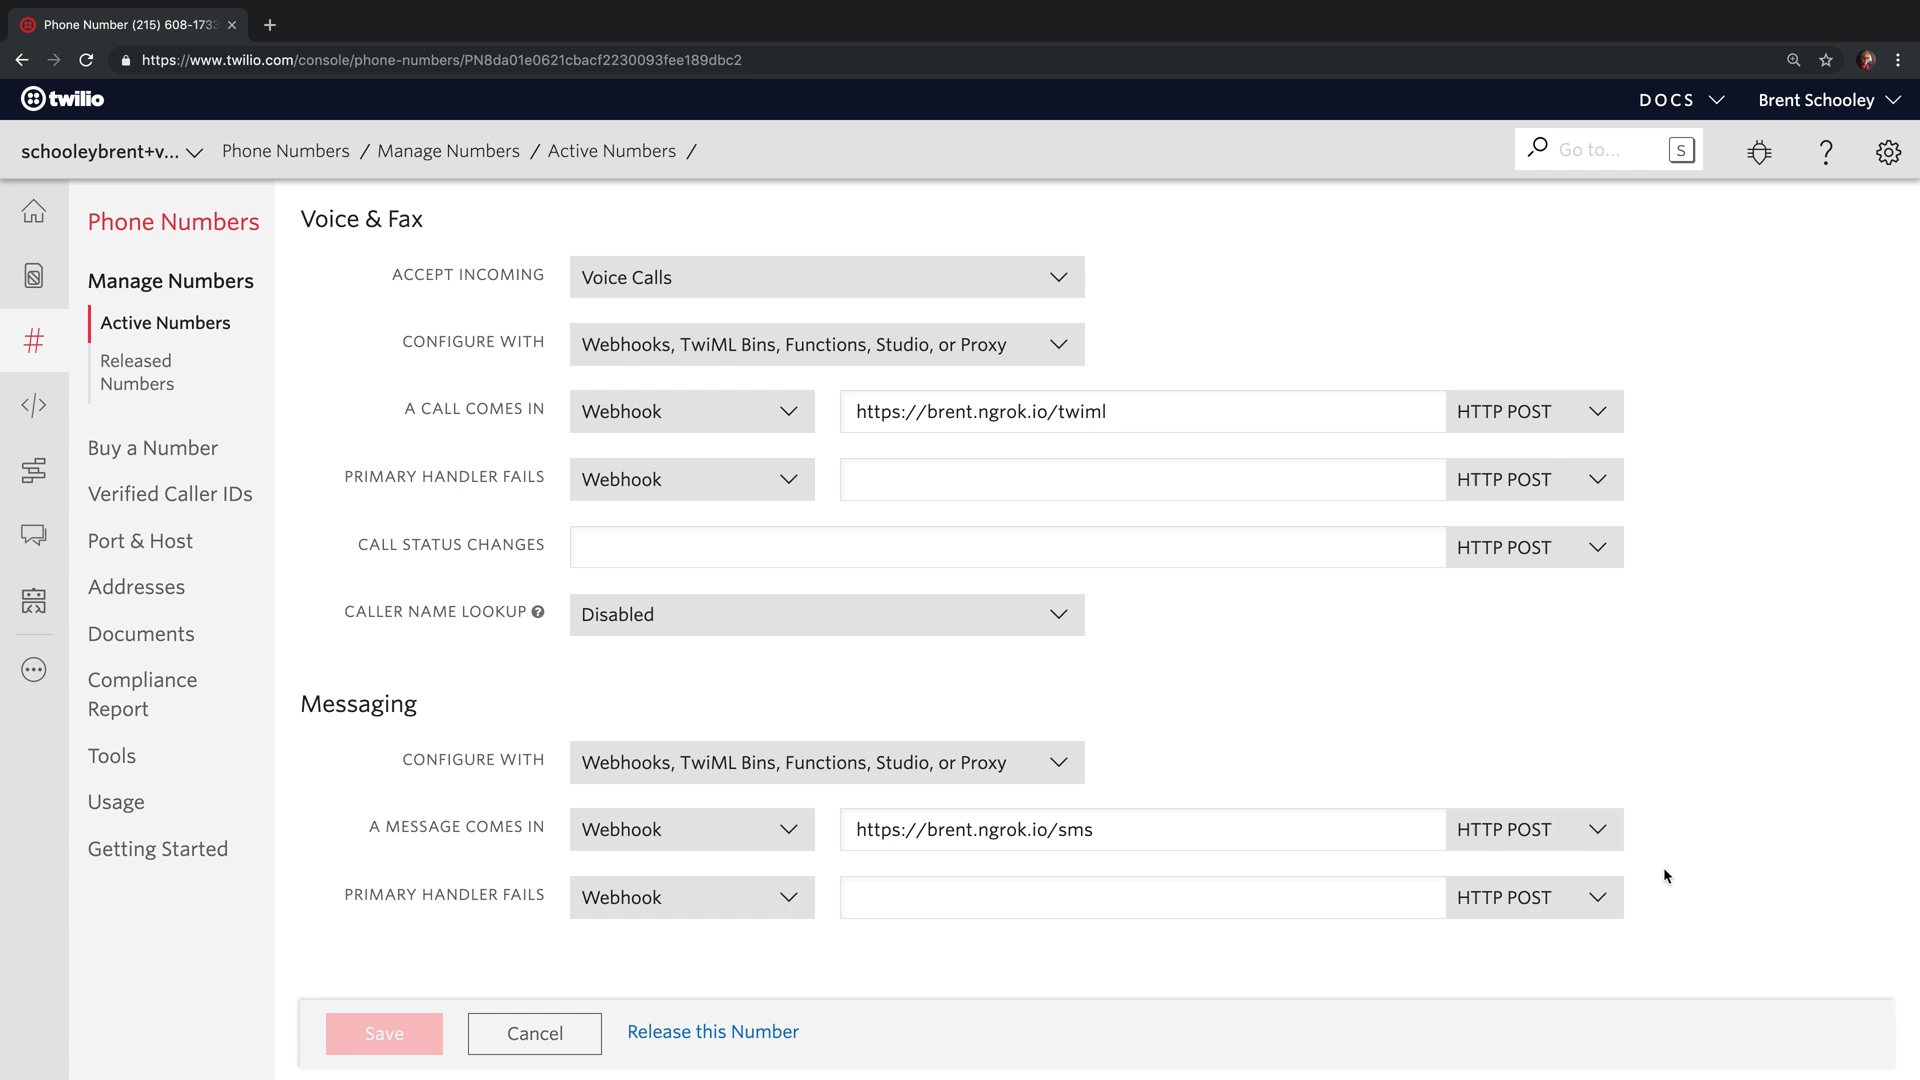 Phone Number (215) 608-1733
https://www.twilio.com/console/phone-numbers/PN8da01e0621cbacf2230093fee189dbc2
twilio
DOCS
Brent Schooley
schooleybrent+v...
Phone Numbers / Manage Numbers / Active Numbers /
Go to...
S
?
Phone Numbers
Manage Numbers
Active Numbers
Released
Numbers
Buy a Number
Verified Caller IDs
Port & Host
Addresses
Documents
Compliance
Report
Tools
Usage
Getting Started
Voice & Fax
ACCEPT INCOMING
Voice Calls
CONFIGURE WITH
Webhooks, TwiML Bins, Functions, Studio, or Proxy
A CALL COMES IN
Webhook
https://brent.ngrok.io/twiml
HTTP POST
PRIMARY HANDLER FAILS
Webhook
HTTP POST
CALL STATUS CHANGES
HTTP POST
CALLER NAME LOOKUP ?
Disabled
Messaging
CONFIGURE WITH
Webhooks, TwiML Bins, Functions, Studio, or Proxy
A MESSAGE COMES IN
Webhook
https://brent.ngrok.io/sms
HTTP POST
PRIMARY HANDLER FAILS
Webhook
HTTP POST
Save
Cancel
Release this Number